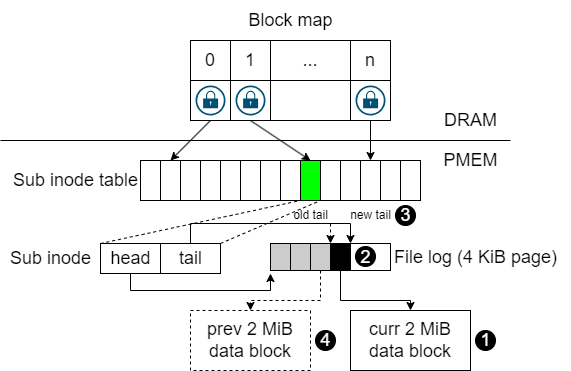 Block map
0 1 ... n
DRAM
PMEM
Sub inode table
old tail new tail 3
Sub inode head tail 2 File log (4 KiB page)
prev 2 MiB
data block
4
curr 2 MiB
data block
1